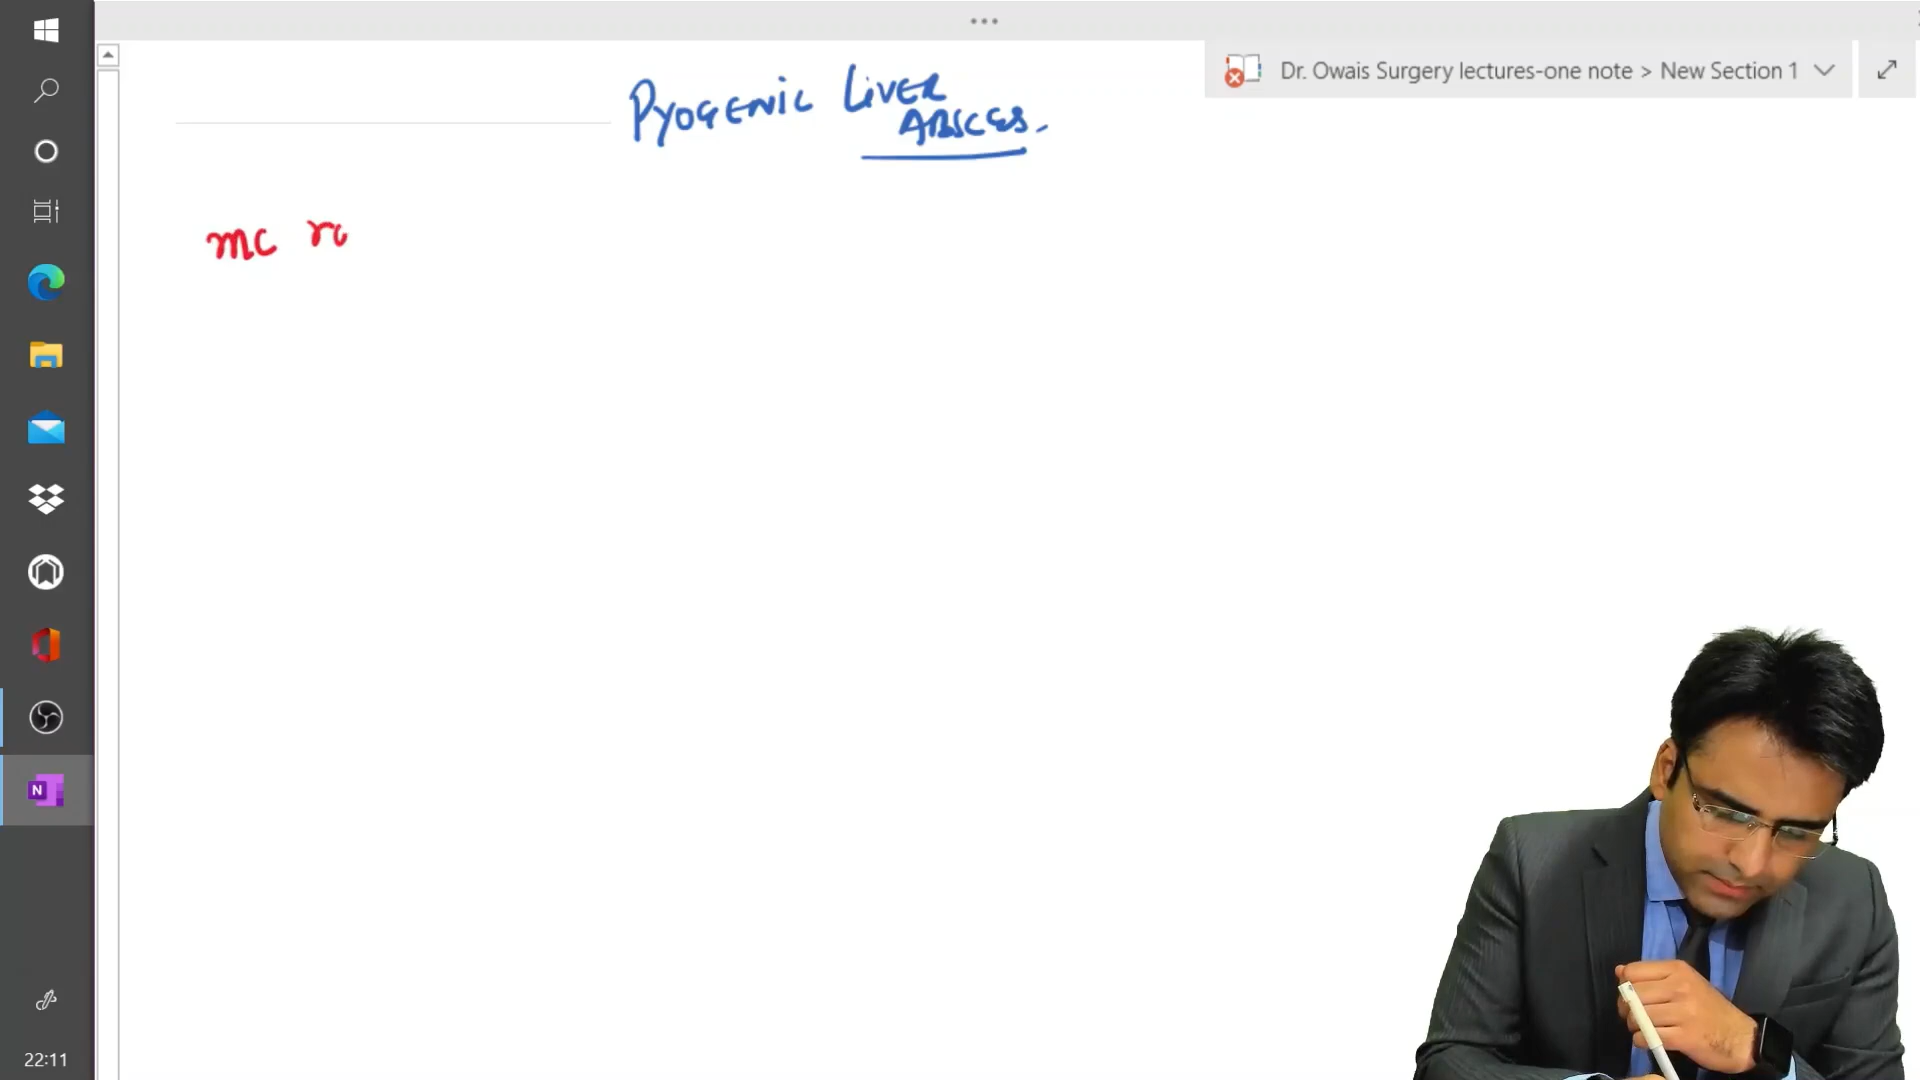 Dr. Owais Surgery lectures-one note > New Section 1
PYOGENIC LIVER
ABSCESS.
MC
N
22:11